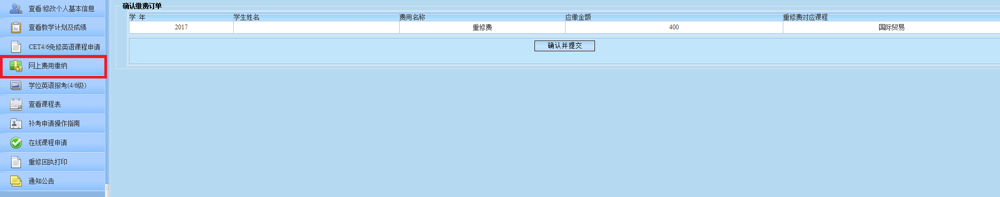 查看/修改个人基本信息
查看教学计划及成绩
CET4/6免修英语课程申请
网上费用缴纳
学位英语报考(4/6级)
查看课程表
补考申请操作指南
在线课程申请
重修回执打印
通知公告
确认缴费订单
学 年 学生姓名 费用名称 应缴金额 重修费对应课程
2017 重修费 400 国际贸易
确认并提交